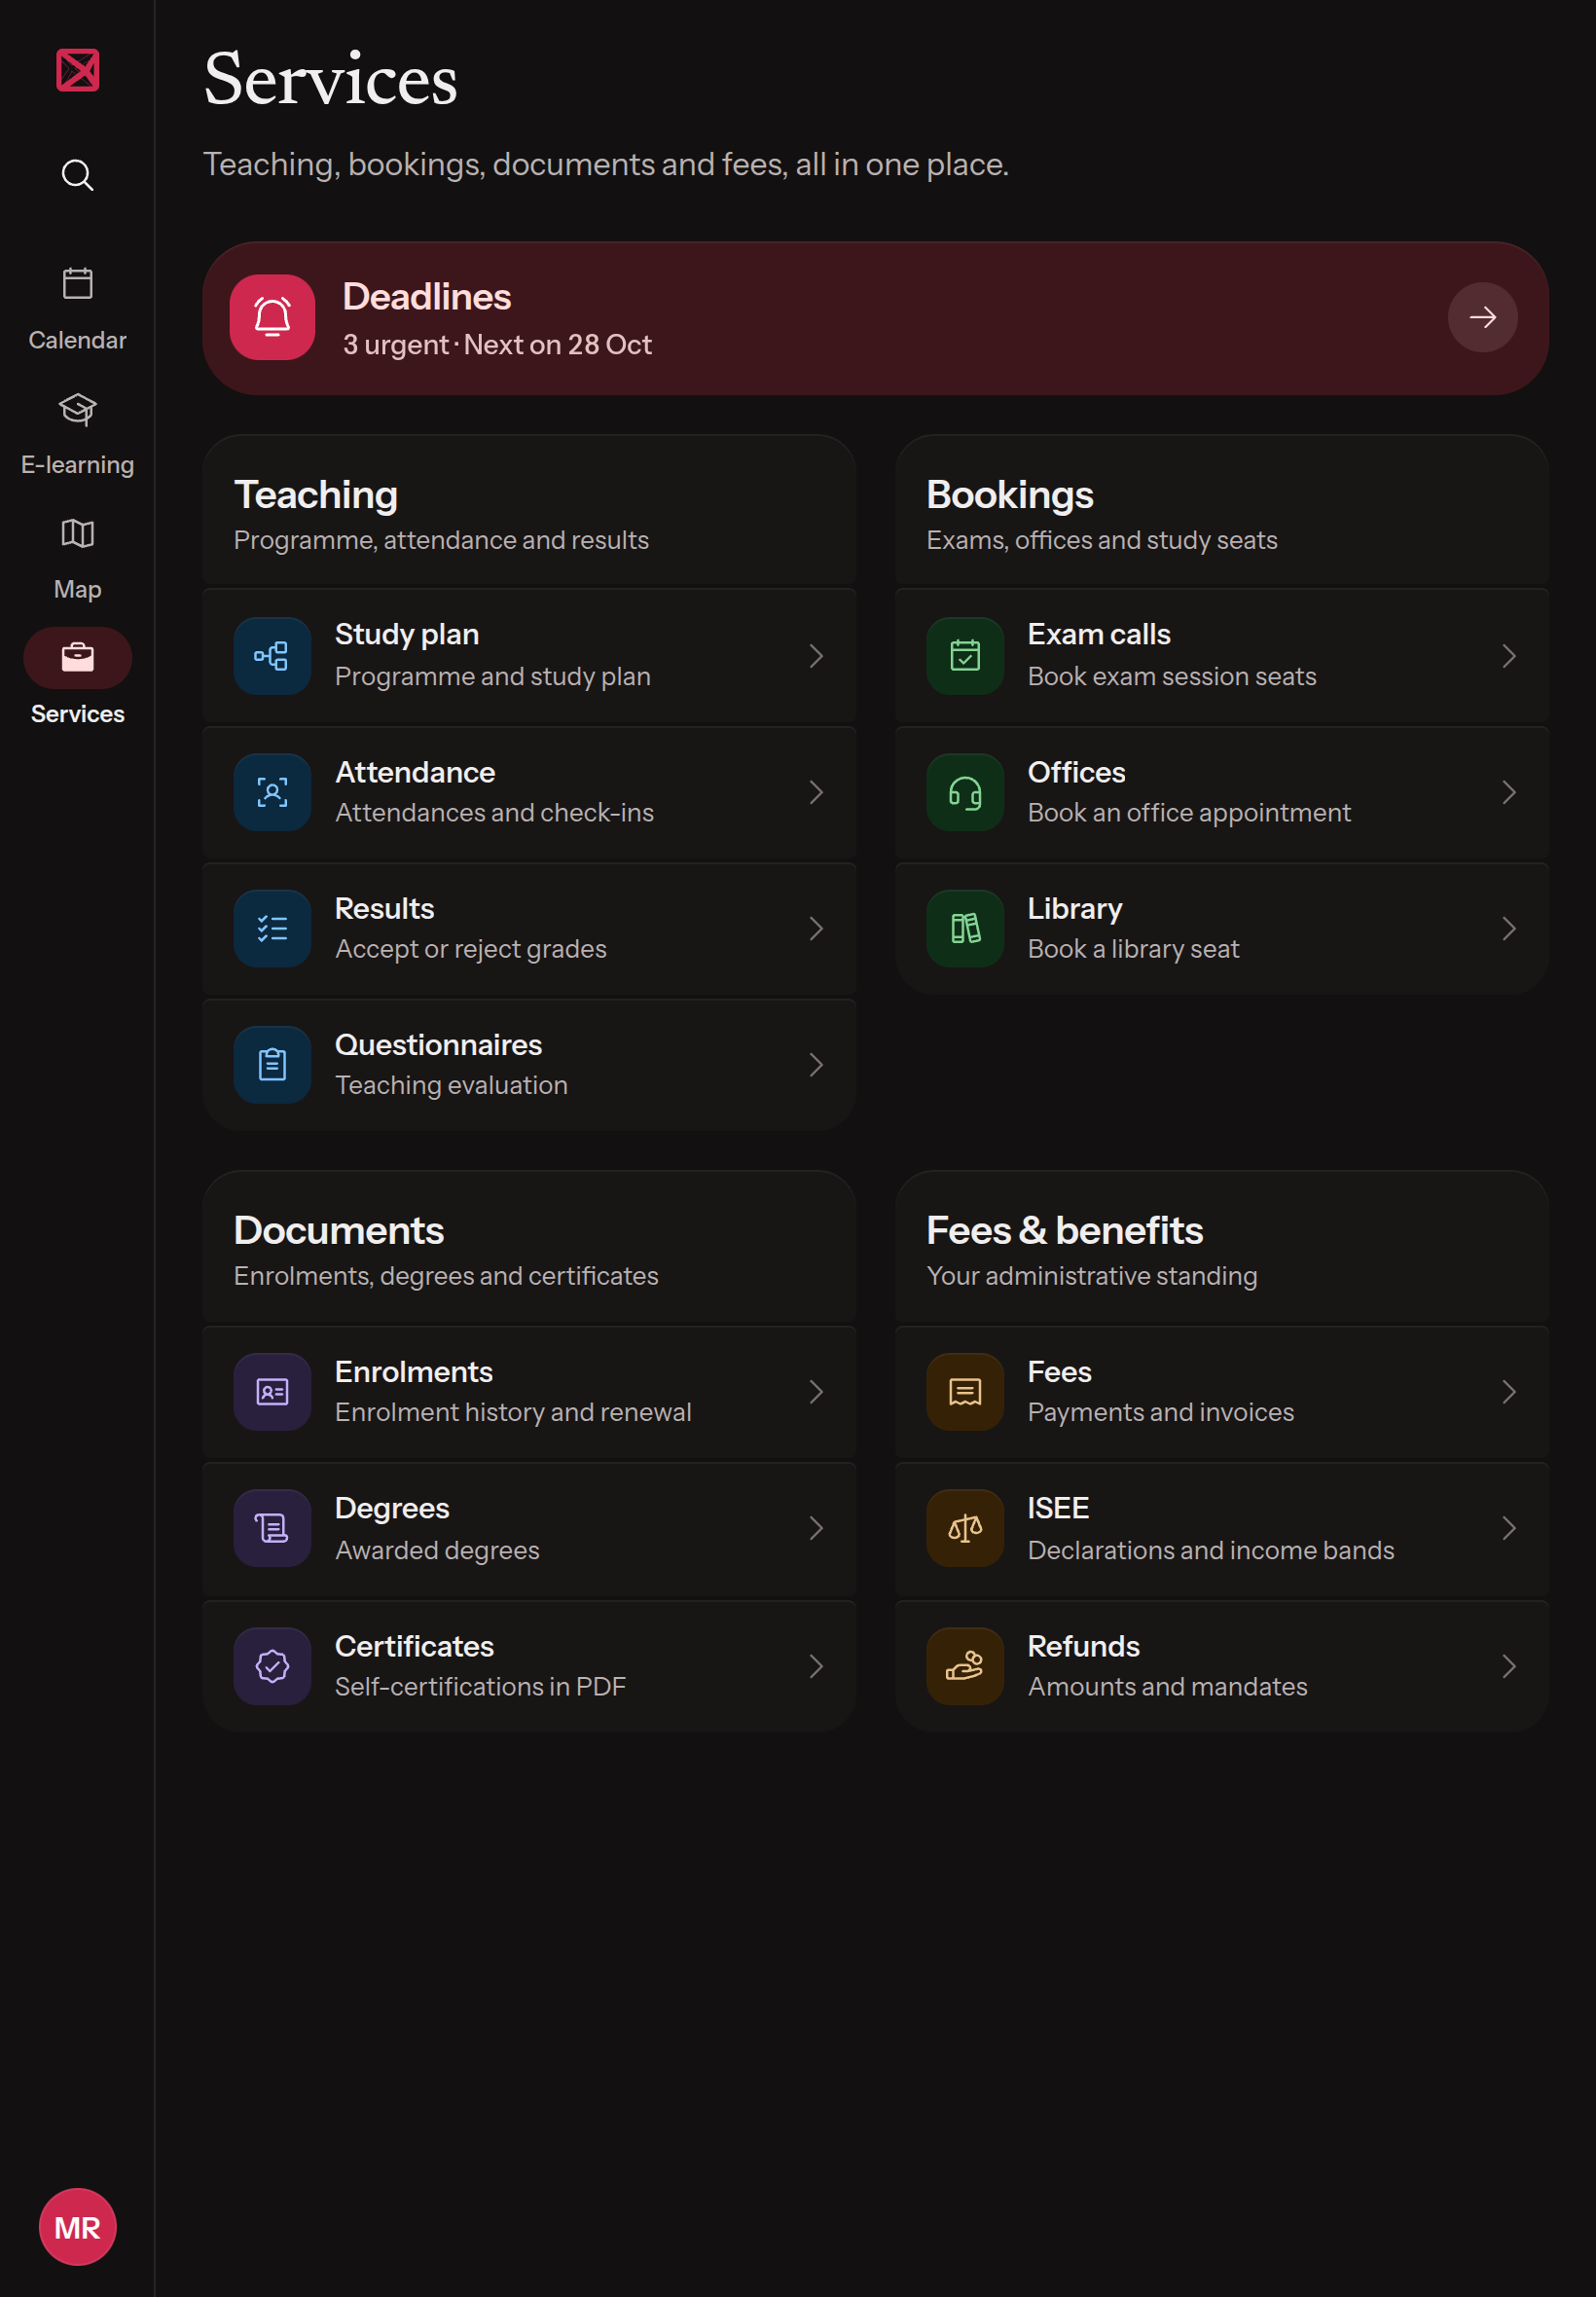 Services
Teaching, bookings, documents and fees, all in one place.
Calendar
E-learning
Map
Services
MR
Deadlines
3 urgent · Next on 28 Oct
Teaching
Programme, attendance and results
Study plan
Programme and study plan
Attendance
Attendances and check-ins
Results
Accept or reject grades
Questionnaires
Teaching evaluation
Bookings
Exams, offices and study seats
Exam calls
Book exam session seats
Offices
Book an office appointment
Library
Book a library seat
Documents
Enrolments, degrees and certificates
Enrolments
Enrolment history and renewal
Degrees
Awarded degrees
Certificates
Self-certifications in PDF
Fees & benefits
Your administrative standing
Fees
Payments and invoices
ISEE
Declarations and income bands
Refunds
Amounts and mandates